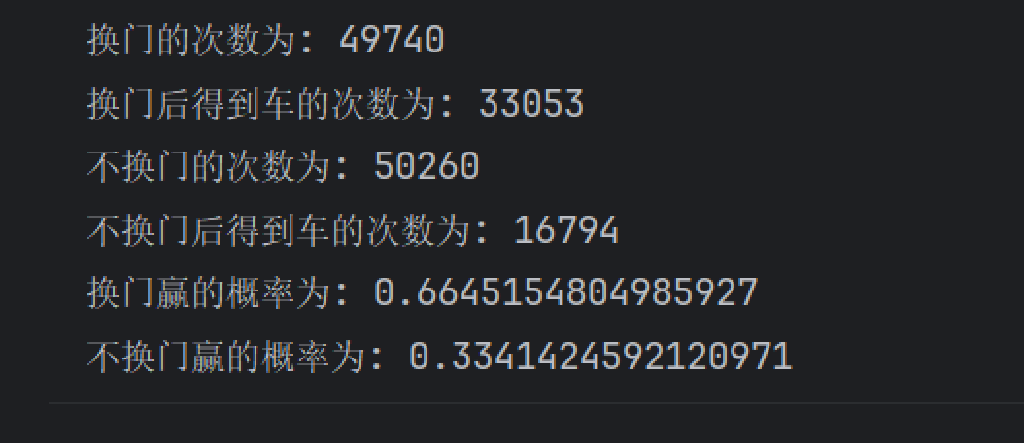 换门的次数为: 49740
换门后得到车的次数为: 33053
不换门的次数为: 50260
不换门后得到车的次数为: 16794
换门赢的概率为: 0.6645154804985927
不换门赢的概率为: 0.3341424592120971